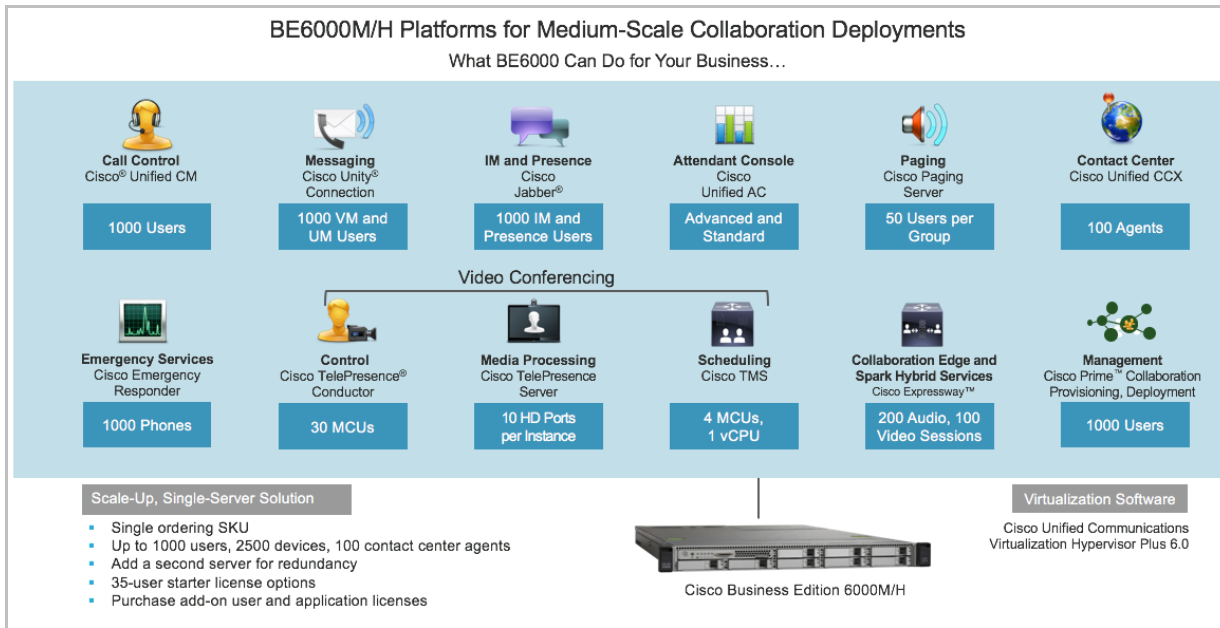 BE6000M/H Platforms for Medium-Scale Collaboration Deployments
What BE6000 Can Do for Your Business...
Call Control
Cisco® Unified CM
1000 Users
Messaging
Cisco Unity®
Connection
1000 VM and
UM Users
IM and Presence
Cisco
Jabber®
1000 IM and
Presence Users
Attendant Console
Cisco
Unified AC
Advanced and
Standard
Paging
Cisco Paging
Server
50 Users per
Group
Contact Center
Cisco Unified CCX
100 Agents
Video Conferencing
Emergency Services
Cisco Emergency
Responder
1000 Phones
Control
Cisco TelePresence®
Conductor
30 MCUs
Media Processing
Cisco TelePresence
Server
10 HD Ports
per Instance
Scheduling
Cisco TMS
4 MCUs,
1 vCPU
Collaboration Edge and
Spark Hybrid Services
Cisco Expressway™
200 Audio, 100
Video Sessions
Management
Cisco Prime™ Collaboration
Provisioning, Deployment
1000 Users
Scale-Up, Single-Server Solution
▪ Single ordering SKU
▪ Up to 1000 users, 2500 devices, 100 contact center agents
▪ Add a second server for redundancy
▪ 35-user starter license options
▪ Purchase add-on user and application licenses
Cisco Business Edition 6000M/H
Virtualization Software
Cisco Unified Communications
Virtualization Hypervisor Plus 6.0